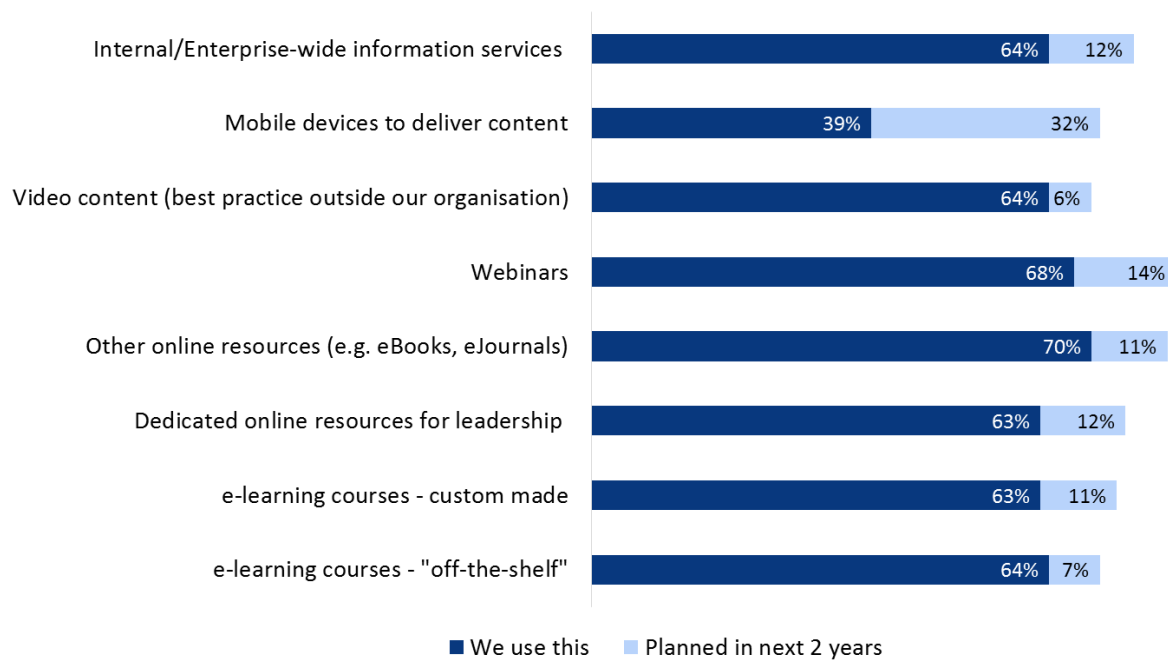 Internal/Enterprise-wide information services 64% 12%
Mobile devices to deliver content 39% 32%
Video content (best practice outside our organisation) 64% 6%
Webinars 68% 14%
Other online resources (e.g. eBooks, eJournals) 70% 11%
Dedicated online resources for leadership 63% 12%
e-learning courses - custom made 63% 11%
e-learning courses - "off-the-shelf" 64% 7%
We use this Planned in next 2 years